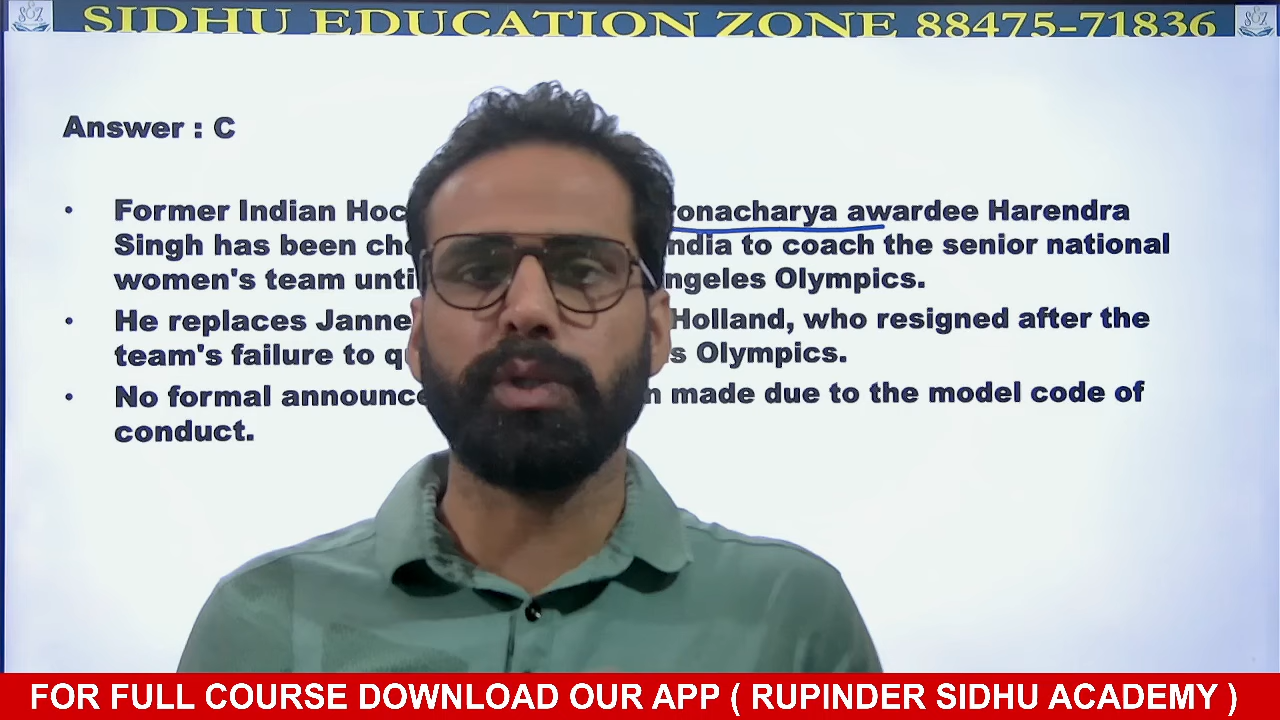 SIDHU EDUCATION ZONE 88475-71836
Answer : C
• Former Indian Hoc onacharya awardee Harendra
Singh has been ch ndia to coach the senior national
women's team unti ngeles Olympics.
• He replaces Janne Holland, who resigned after the
team's failure to q s Olympics.
• No formal announc n made due to the model code of
conduct.
FOR FULL COURSE DOWNLOAD OUR APP ( RUPINDER SIDHU ACADEMY )